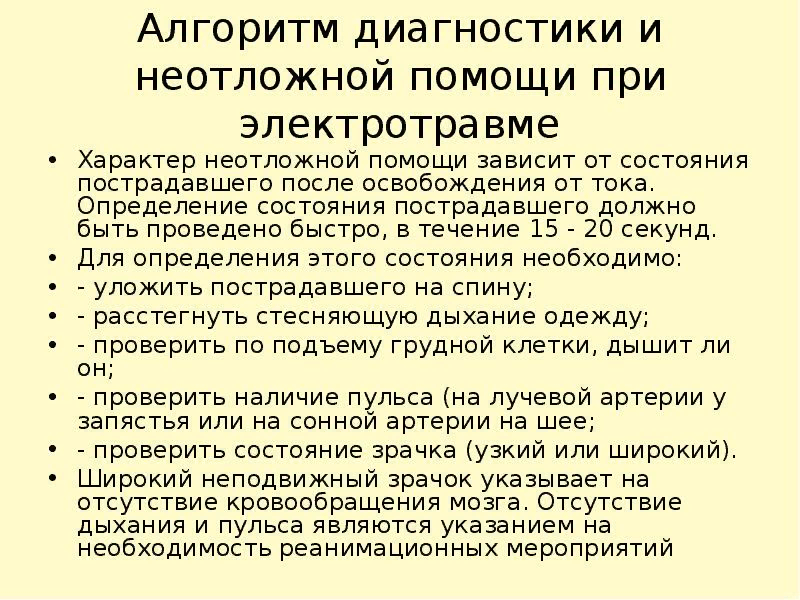 Алгоритм диагностики и
неотложной помощи при
электротравме
• Характер неотложной помощи зависит от состояния
пострадавшего после освобождения от тока.
Определение состояния пострадавшего должно
быть проведено быстро, в течение 15 - 20 секунд.
• Для определения этого состояния необходимо:
• - уложить пострадавшего на спину;
• - расстегнуть стесняющую дыхание одежду;
• - проверить по подъему грудной клетки, дышит ли
он;
• - проверить наличие пульса (на лучевой артерии у
запястья или на сонной артерии на шее;
• - проверить состояние зрачка (узкий или широкий).
• Широкий неподвижный зрачок указывает на
отсутствие кровообращения мозга. Отсутствие
дыхания и пульса являются указанием на
необходимость реанимационных мероприятий